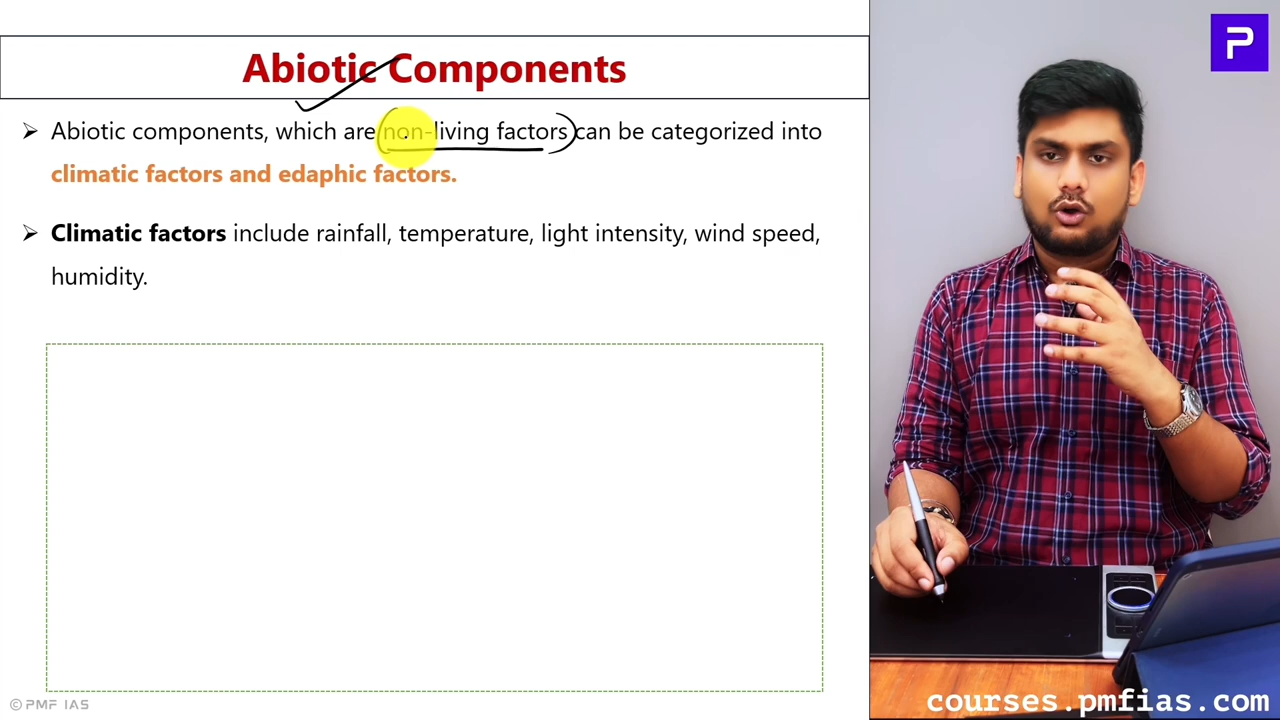 Abiotic Components
➢ Abiotic components, which are non-living factors can be categorized into
climatic factors and edaphic factors.
➢ Climatic factors include rainfall, temperature, light intensity, wind speed,
humidity.
© PMF IAS
P
courses.pmfias.com